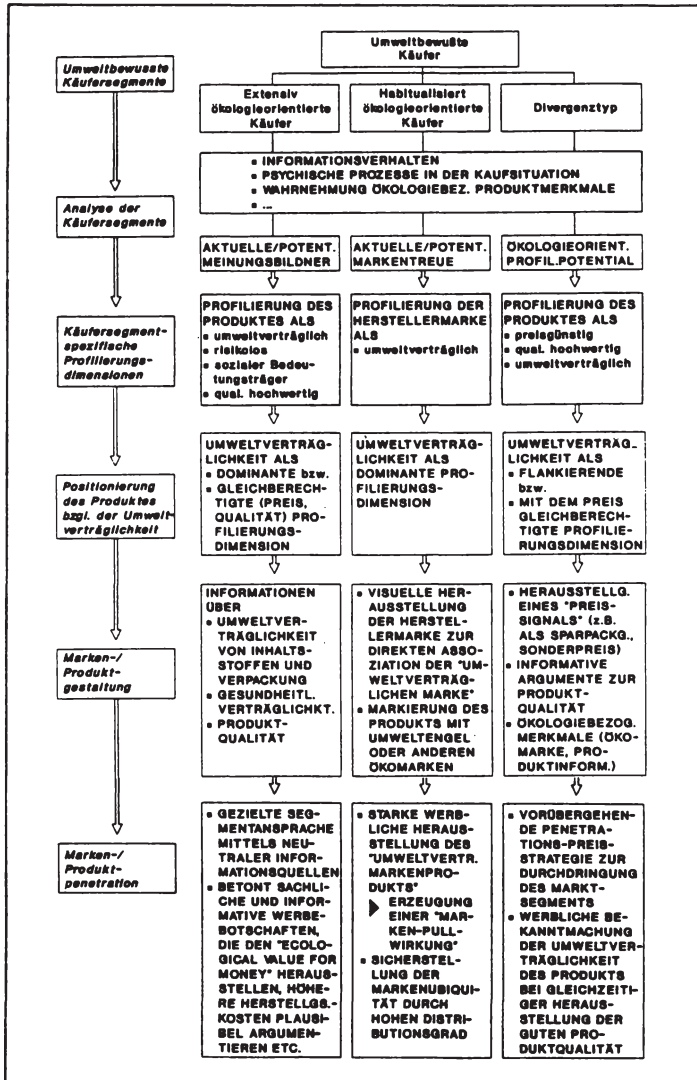 Umweltbewußte
Käufer
Umweltbewusste
Käufersegmente
Extensiv
ökologieorientierte
Käufer
Habitualisiert
ökologieorientierte
Käufer
Divergenztyp
▪ INFORMATIONSVERHALTEN
▪ PSYCHISCHE PROZESSE IN DER KAUFSITUATION
▪ WAHRNEHMUNG ÖKOLOGIEBEZ. PRODUKTMERKMALE
▪ ...
Analyse der
Käufersegmente
AKTUELLE/POTENT.
MEINUNGSBILDNER
AKTUELLE/POTENT.
MARKENTREUE
ÖKOLOGIEORIENT.
PROFIL.POTENTIAL
Käufersegment-
spezifische
Profilierungs-
dimensionen
PROFILIERUNG DES
PRODUKTES ALS
▪ umweltverträglich
▪ risikolos
▪ sozialer Bedeu-
tungsträger
▪ qual. hochwertig
PROFILIERUNG DER
HERSTELLERMARKE
ALS
▪ umweltverträglich
PROFILIERUNG DES
PRODUKTES ALS
▪ preisgünstig
▪ qual. hochwertig
▪ umweltverträglich
Positionierung
des Produktes
bzgl. der Umwelt-
verträglichkeit
UMWELTVERTRÄG-
LICHKEIT ALS
▪ DOMINANTE bzw.
▪ GLEICHBERECH-
TIGTE (PREIS,
QUALITÄT) PRO-
FILIERUNGS-
DIMENSION
UMWELTVERTRÄG-
LICHKEIT ALS
DOMINANTE PRO-
FILIERUNGS-
DIMENSION
UMWELTVERTRÄG_
LICHKEIT ALS
▪ FLANKIERENDE
bzw.
▪ MIT DEM PREIS
GLEICHBERECH-
TIGTE PROFILI-
ERUNGSDIMENSION
Marken-/
Produkt-
gestaltung
INFORMATIONEN
ÜBER
▪ UMWELTVER-
TRÄGLICHKEIT
VON INHALTS-
STOFFEN UND
VERPACKUNG
▪ GESUNDHEITL.
VERTRÄGLICHKT.
▪ PRODUKT-
QUALITÄT
▪ VISUELLE HER-
AUSSTELLUNG
DER HERSTEL-
LERMARKE ZUR
DIREKTEN ASSO-
ZIATION DER "UM-
WELTVERTRÄG-
LICHEN MARKE"
▪ MARKIERUNG DES
PRODUKTS MIT
UMWELTENGEL
ODER ANDEREN
ÖKOMARKEN
▪ HERAUSSTELLG.
EINES "PREIS-
SIGNALS" (z.B.
ALS SPARPACKG.,
SONDERPREIS)
▪ INFORMATIVE
ARGUMENTE ZUR
PRODUKT-
QUALITÄT
▪ ÖKOLOGIEBEZOG.
MERKMALE (ÖKO-
MARKE, PRO-
DUKTINFORM.)
Marken-/
Produkt-
penetration
▪ GEZIELTE SEG-
MENTANSPRACHE
MITTELS NEU-
TRALER INFOR-
MATIONSQUELLEN
▪ BETONT SACHLI-
CHE UND INFOR-
MATIVE WERBE-
BOTSCHAFTEN,
DIE DEN "ECOLO-
GICAL VALUE FOR
MONEY" HERAUS-
STELLEN, HÖHE-
RE HERSTELLGS.-
KOSTEN PLAUSI-
BEL ARGUMEN-
TIEREN ETC.
▪ STARKE WERB-
LICHE HERAUS-
STELLUNG DES
"UMWELTVERTR.
MARKENPRO-
DUKTS"
▶ ERZEUGUNG
EINER "MAR-
KEN-PULL-
WIRKUNG"
▪ SICHERSTEL-
LUNG DER
MARKENUBIQUI-
TÄT DURCH
HOHEN DISTRI-
BUTIONSGRAD
▪ VORÜBERGEHEN-
DE PENETRA-
TIONS-PREIS-
STRATEGIE ZUR
DURCHDRINGUNG
DES MARKT-
SEGMENTS
▪ WERBLICHE BE-
KANNTMACHUNG
DER UMWELTVER-
TRÄGLICHKEIT
DES PRODUKTS
BEI GLEICHZEITI-
GER HERAUS-
STELLUNG DER
GUTEN PRO-
DUKTQUALITÄT